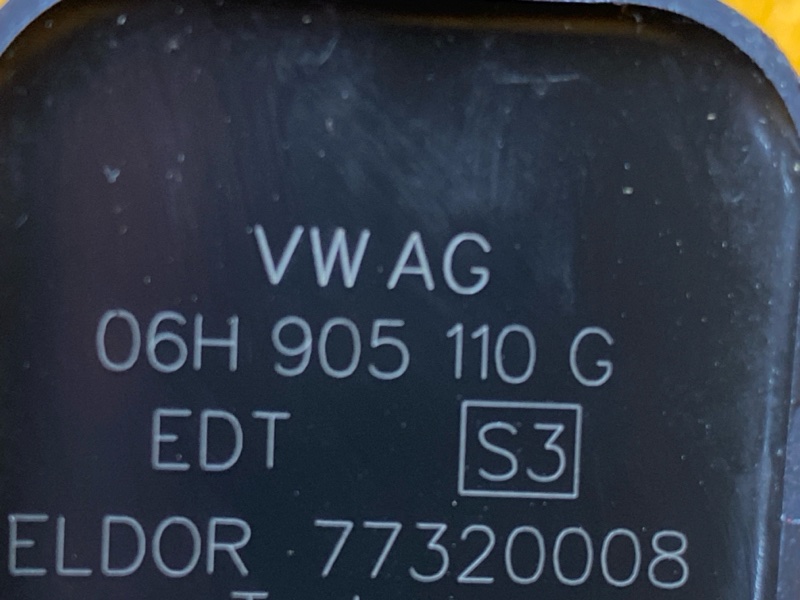 VW AG
06H 905 110 G
EDT S3
ELDOR 77320008